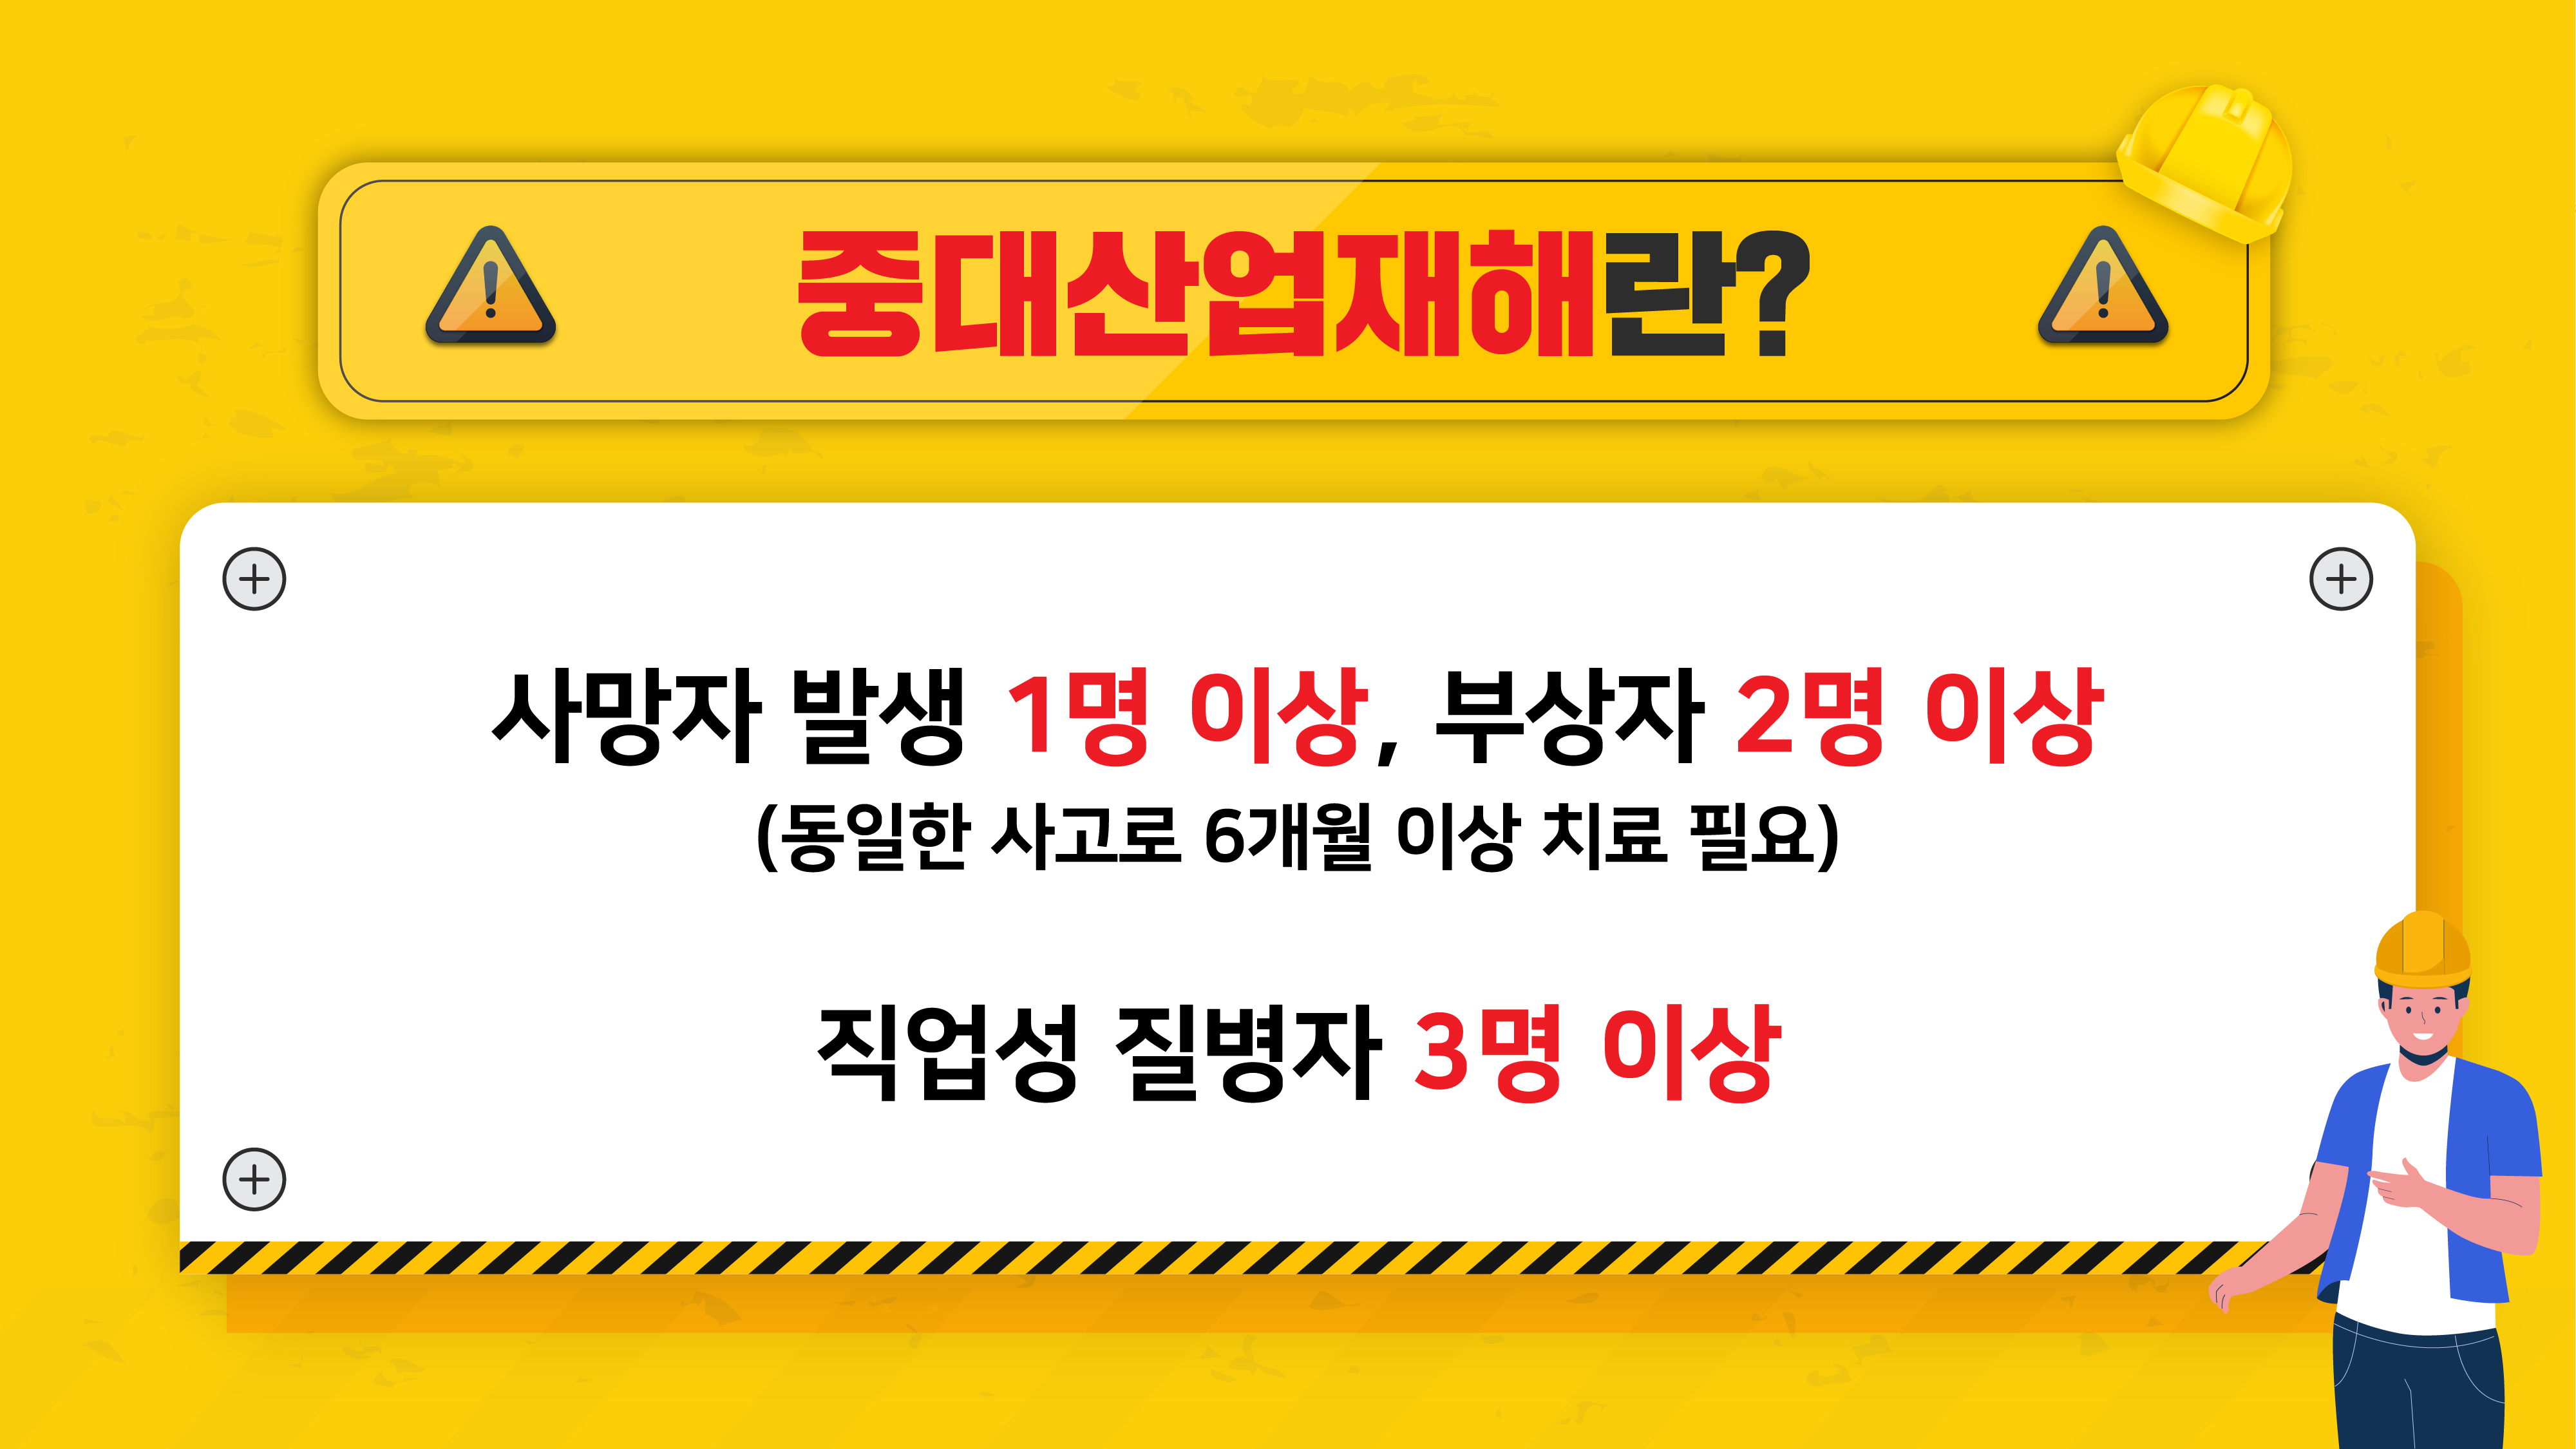 중대산업재해란?
사망자 발생 1명 이상, 부상자 2명 이상
(동일한 사고로 6개월 이상 치료 필요)
직업성 질병자 3명 이상